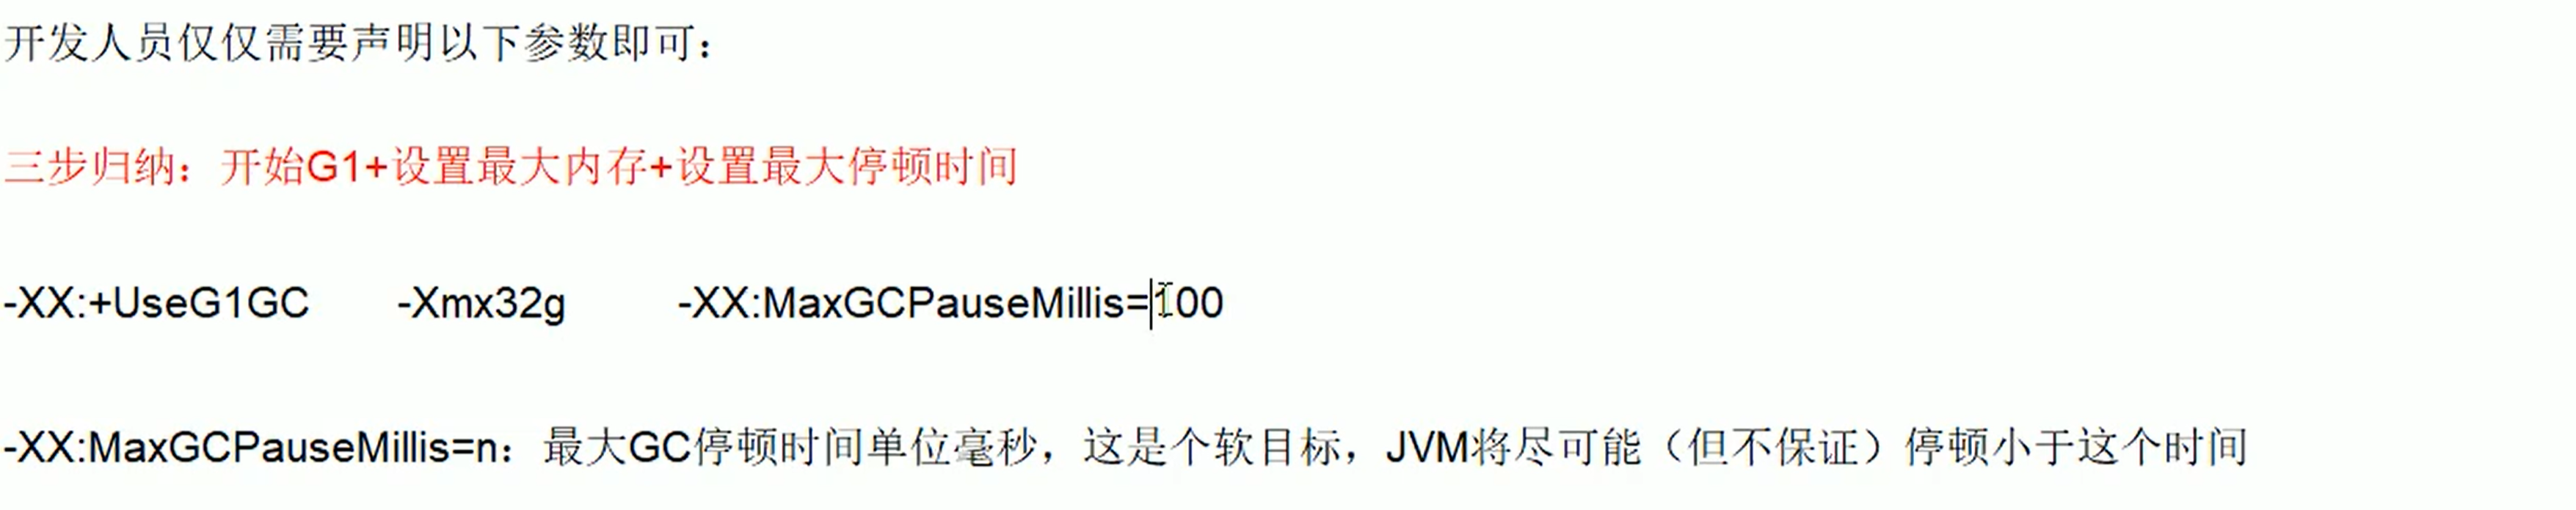 开发人员仅仅需要声明以下参数即可：
三步归纳：开始G1+设置最大内存+设置最大停顿时间
-XX:+UseG1GC -Xmx32g -XX:MaxGCPauseMillis=100
-XX:MaxGCPauseMillis=n：最大GC停顿时间单位毫秒，这是个软目标，JVM将尽可能（但不保证）停顿小于这个时间